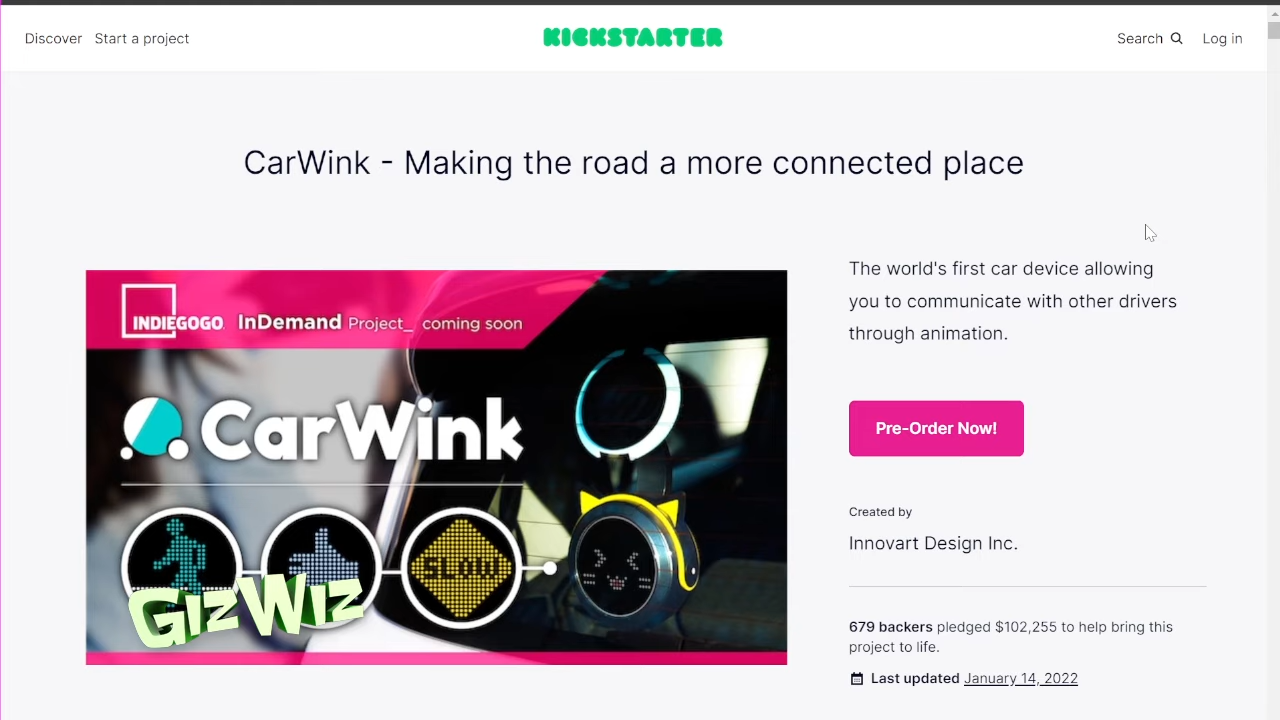 Discover Start a project
KICKSTARTER
Search Log in
CarWink - Making the road a more connected place
INDIEGOGO InDemand Project_ coming soon
CarWink
SLOW
GIZWIZ
The world's first car device allowing
you to communicate with other drivers
through animation.
Pre-Order Now!
Created by
Innovart Design Inc.
679 backers pledged $102,255 to help bring this
project to life.
Last updated January 14, 2022